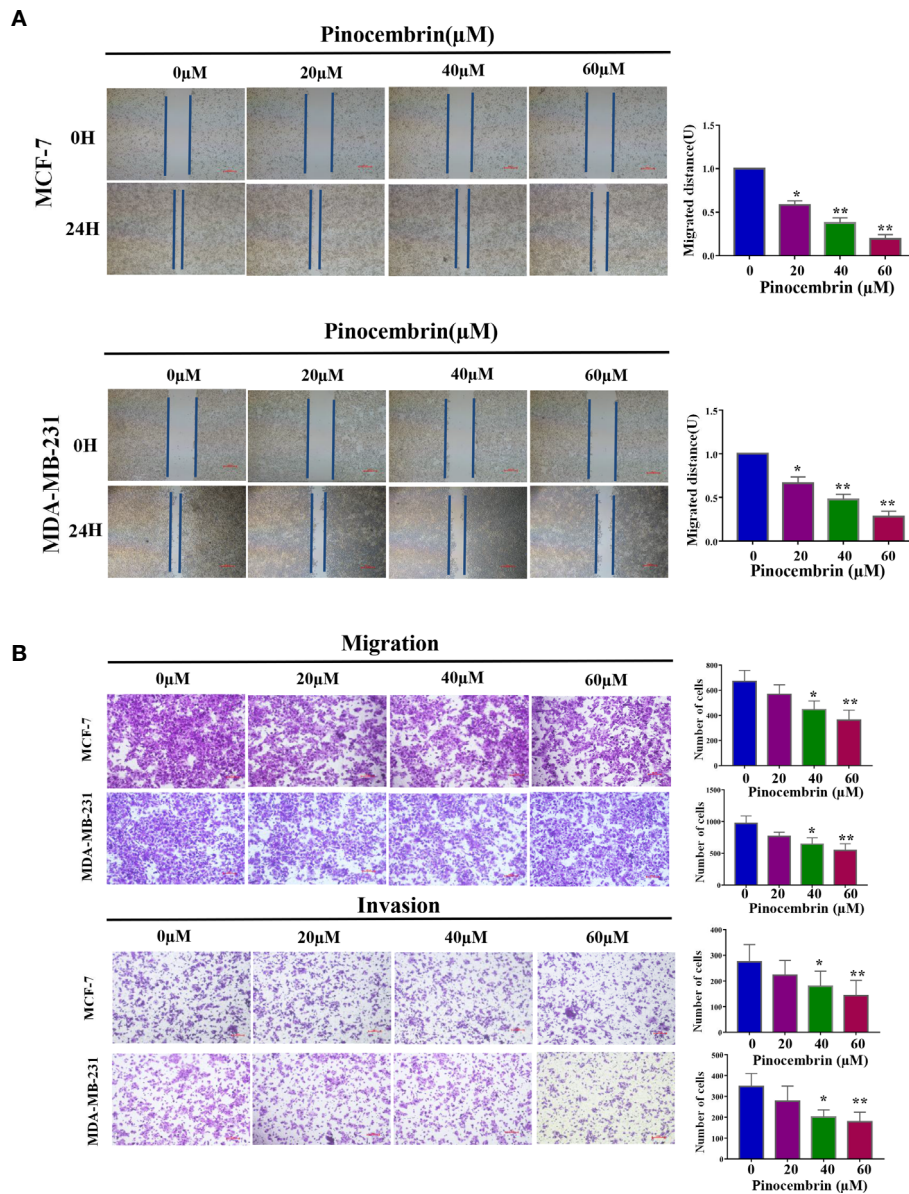 A
Pinocembrin(μM)
0μM 20μM 40μM 60μM
MCF-7
0H
24H
Migrated distance(U)
1.5
1.0
0.5
0.0
* ** **
0 20 40 60
Pinocembrin (μM)
Pinocembrin(μM)
0μM 20μM 40μM 60μM
MDA-MB-231
0H
24H
Migrated distance(U)
1.5
1.0
0.5
0.0
* ** **
0 20 40 60
Pinocembrin (μM)
B
Migration
0μM 20μM 40μM 60μM
MCF-7
MDA-MB-231
Number of cells
800
600
400
200
0
* **
0 20 40 60
Pinocembrin (μM)
Number of cells
1500
1000
500
0
* **
0 20 40 60
Pinocembrin (μM)
Invasion
0μM 20μM 40μM 60μM
MCF-7
MDA-MB-231
Number of cells
400
300
200
100
0
* **
0 20 40 60
Pinocembrin (μM)
Number of cells
500
400
300
200
100
0
* **
0 20 40 60
Pinocembrin (μM)